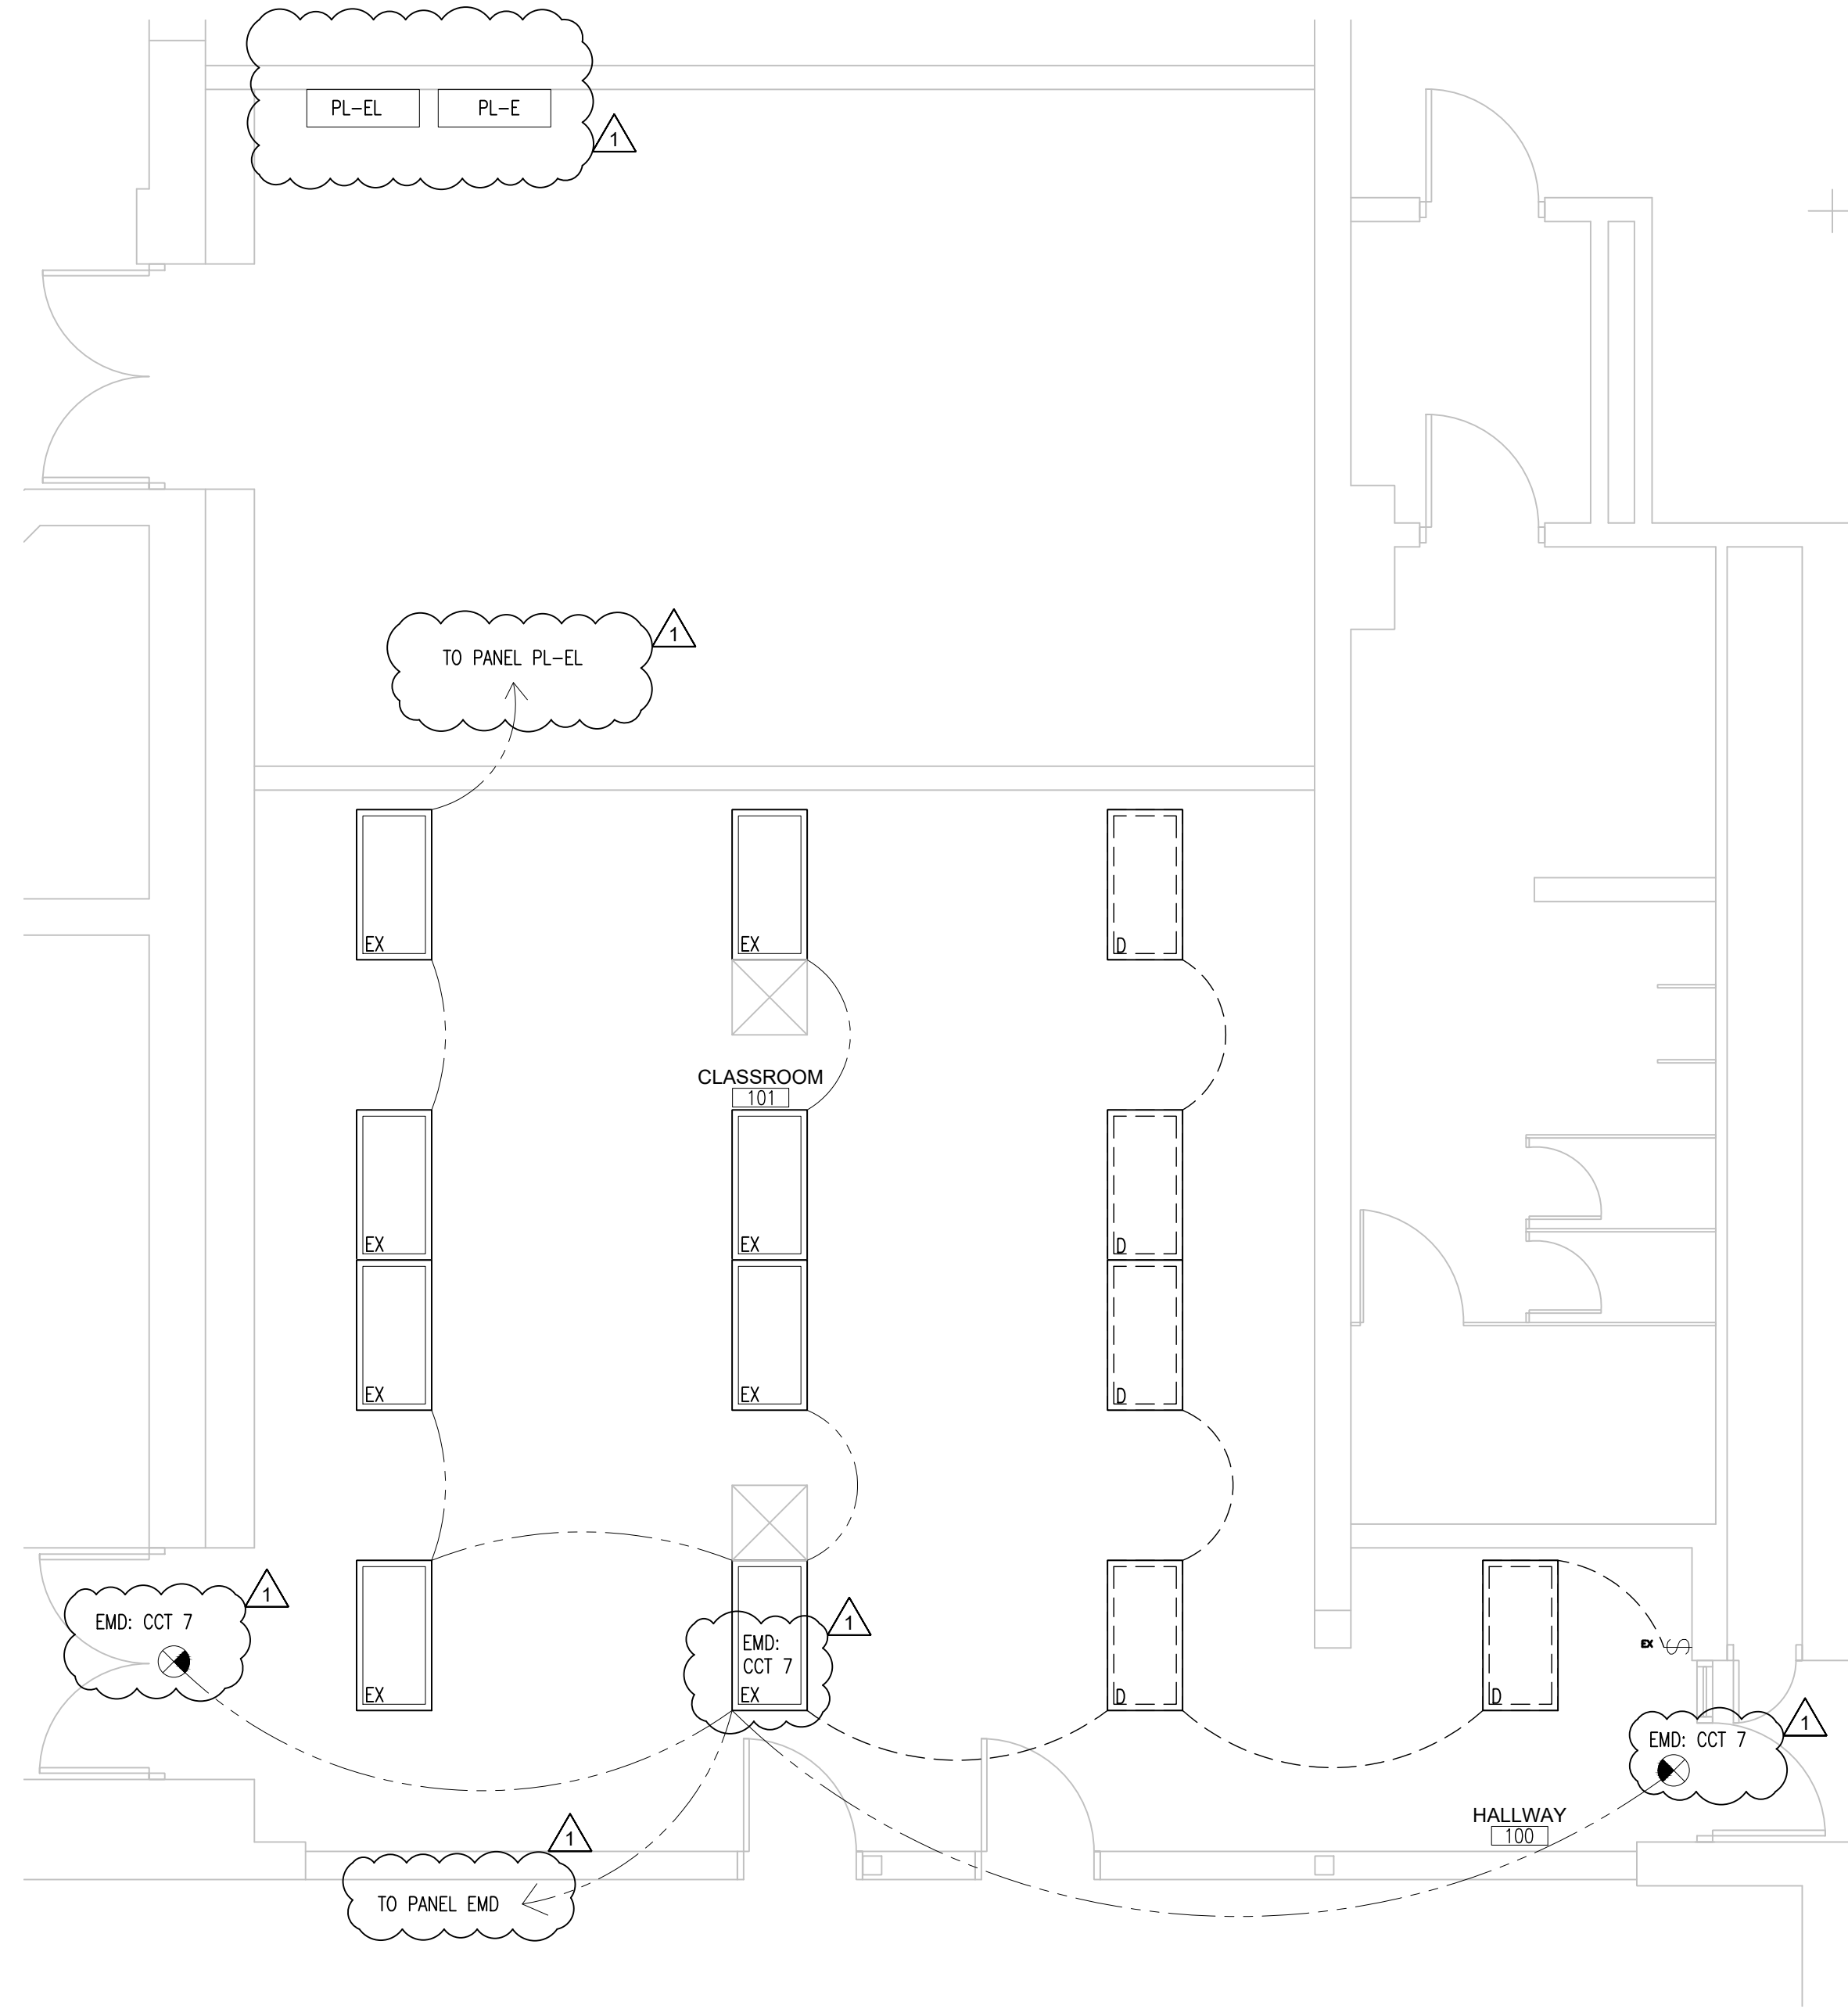 PL-EL
PL-E
1
TO PANEL PL-EL
1
EX
EX
D
CLASSROOM
101
EX
EX
D
EX
EX
D
EMD: CCT 7
1
EMD:
CCT 7
1
EX
EX
EX
D
D
EMD: CCT 7
1
HALLWAY
100
TO PANEL EMD
1